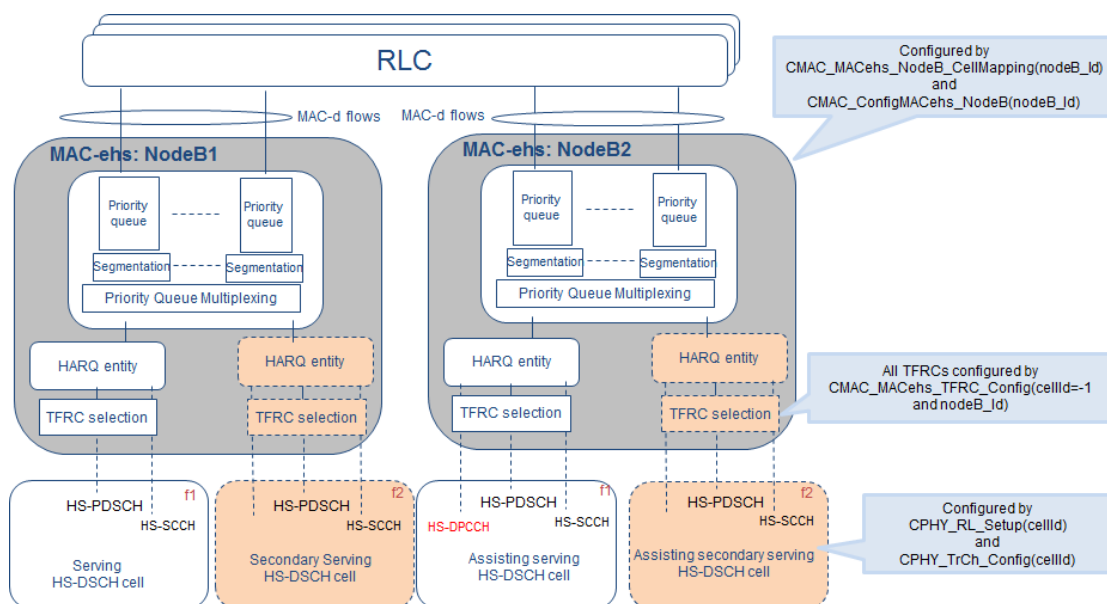 RLC
Configured by
CMAC_MACehs_NodeB_CellMapping(nodeB_Id)
and
CMAC_ConfigMACehs_NodeB(nodeB_Id)
MAC-d flows
MAC-d flows
MAC-ehs: NodeB1
Priority
queue
Priority
queue
Segmentation
Segmentation
Priority Queue Multiplexing
HARQ entity
HARQ entity
TFRC selection
TFRC selection
MAC-ehs: NodeB2
Priority
queue
Priority
queue
Segmentation
Segmentation
Priority Queue Multiplexing
HARQ entity
HARQ entity
TFRC selection
TFRC selection
All TFRCs configured by
CMAC_MACehs_TFRC_Config(cellId=-1
and nodeB_Id)
f1
HS-PDSCH
HS-SCCH
Serving
HS-DSCH cell
f2
HS-PDSCH
HS-SCCH
Secondary Serving
HS-DSCH cell
f1
HS-PDSCH
HS-DPCCH
HS-SCCH
Assisting serving
HS-DSCH cell
f2
HS-PDSCH
HS-SCCH
Assisting secondary serving
HS-DSCH cell
Configured by
CPHY_RL_Setup(cellId)
and
CPHY_TrCh_Config(cellId)